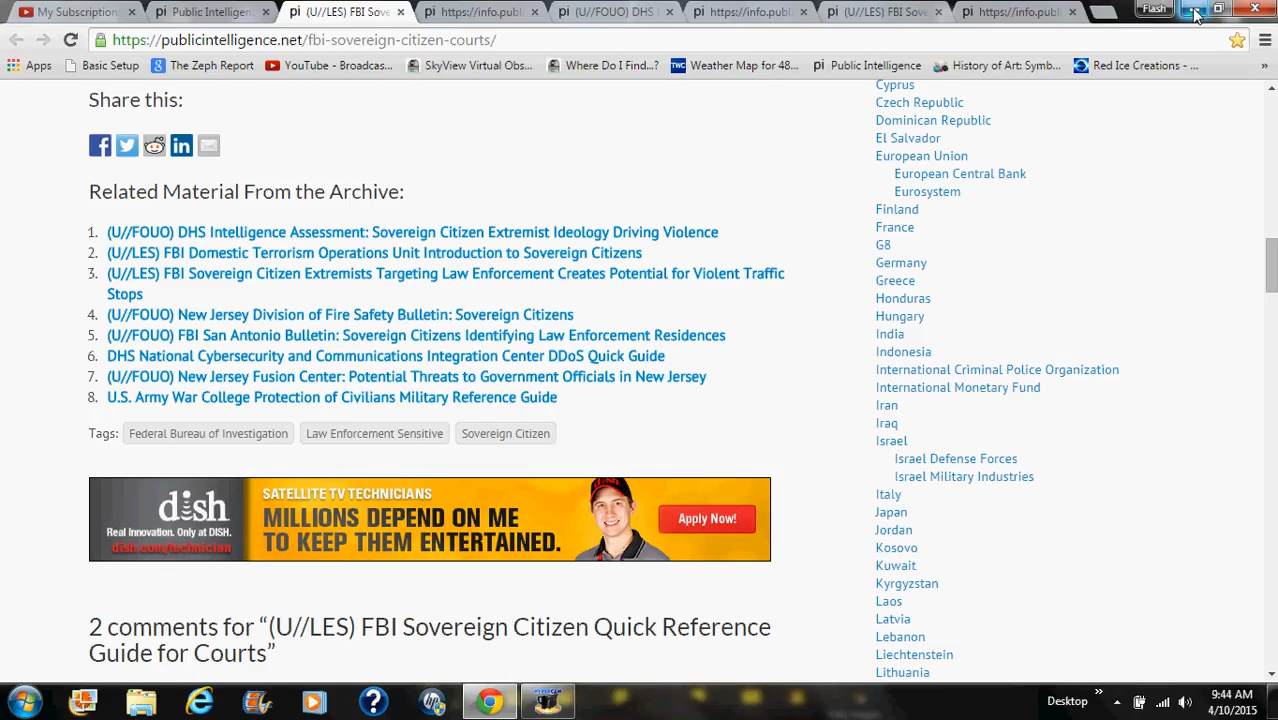 My Subscription
Public Intelligen
(U//LES) FBI Sove
https://info.publ
(U//FOUO) DHS I
https://info.publ
(U//LES) FBI Sove
https://info.publ
Flash
https://publicintelligence.net/fbi-sovereign-citizen-courts/
Apps
Basic Setup
The Zeph Report
YouTube - Broadcas...
SkyView Virtual Obs...
Where Do I Find...?
Weather Map for 48...
Public Intelligence
History of Art: Symb...
Red Ice Creations - ...
»
Share this:
Related Material From the Archive:
1. (U//FOUO) DHS Intelligence Assessment: Sovereign Citizen Extremist Ideology Driving Violence
2. (U//LES) FBI Domestic Terrorism Operations Unit Introduction to Sovereign Citizens
3. (U//LES) FBI Sovereign Citizen Extremists Targeting Law Enforcement Creates Potential for Violent Traffic
Stops
4. (U//FOUO) New Jersey Division of Fire Safety Bulletin: Sovereign Citizens
5. (U//FOUO) FBI San Antonio Bulletin: Sovereign Citizens Identifying Law Enforcement Residences
6. DHS National Cybersecurity and Communications Integration Center DDoS Quick Guide
7. (U//FOUO) New Jersey Fusion Center: Potential Threats to Government Officials in New Jersey
8. U.S. Army War College Protection of Civilians Military Reference Guide
Tags: Federal Bureau of Investigation Law Enforcement Sensitive Sovereign Citizen
dish
Real Innovation. Only at DISH.
dish.com/technician
SATELLITE TV TECHNICIANS
MILLIONS DEPEND ON ME
TO KEEP THEM ENTERTAINED.
Apply Now!
2 comments for “(U//LES) FBI Sovereign Citizen Quick Reference
Guide for Courts”
Cyprus
Czech Republic
Dominican Republic
El Salvador
European Union
European Central Bank
Eurosystem
Finland
France
G8
Germany
Greece
Honduras
Hungary
India
Indonesia
International Criminal Police Organization
International Monetary Fund
Iran
Iraq
Israel
Israel Defense Forces
Israel Military Industries
Italy
Japan
Jordan
Kosovo
Kuwait
Kyrgyzstan
Laos
Latvia
Lebanon
Liechtenstein
Lithuania
Desktop
»
9:44 AM
4/10/2015